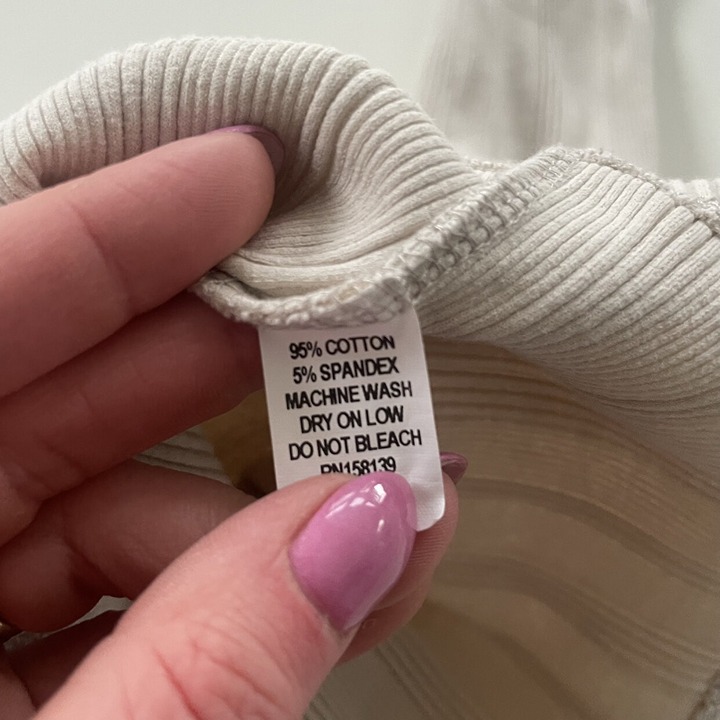 95% COTTON
5% SPANDEX
MACHINE WASH
DRY ON LOW
DO NOT BLEACH
RN158139